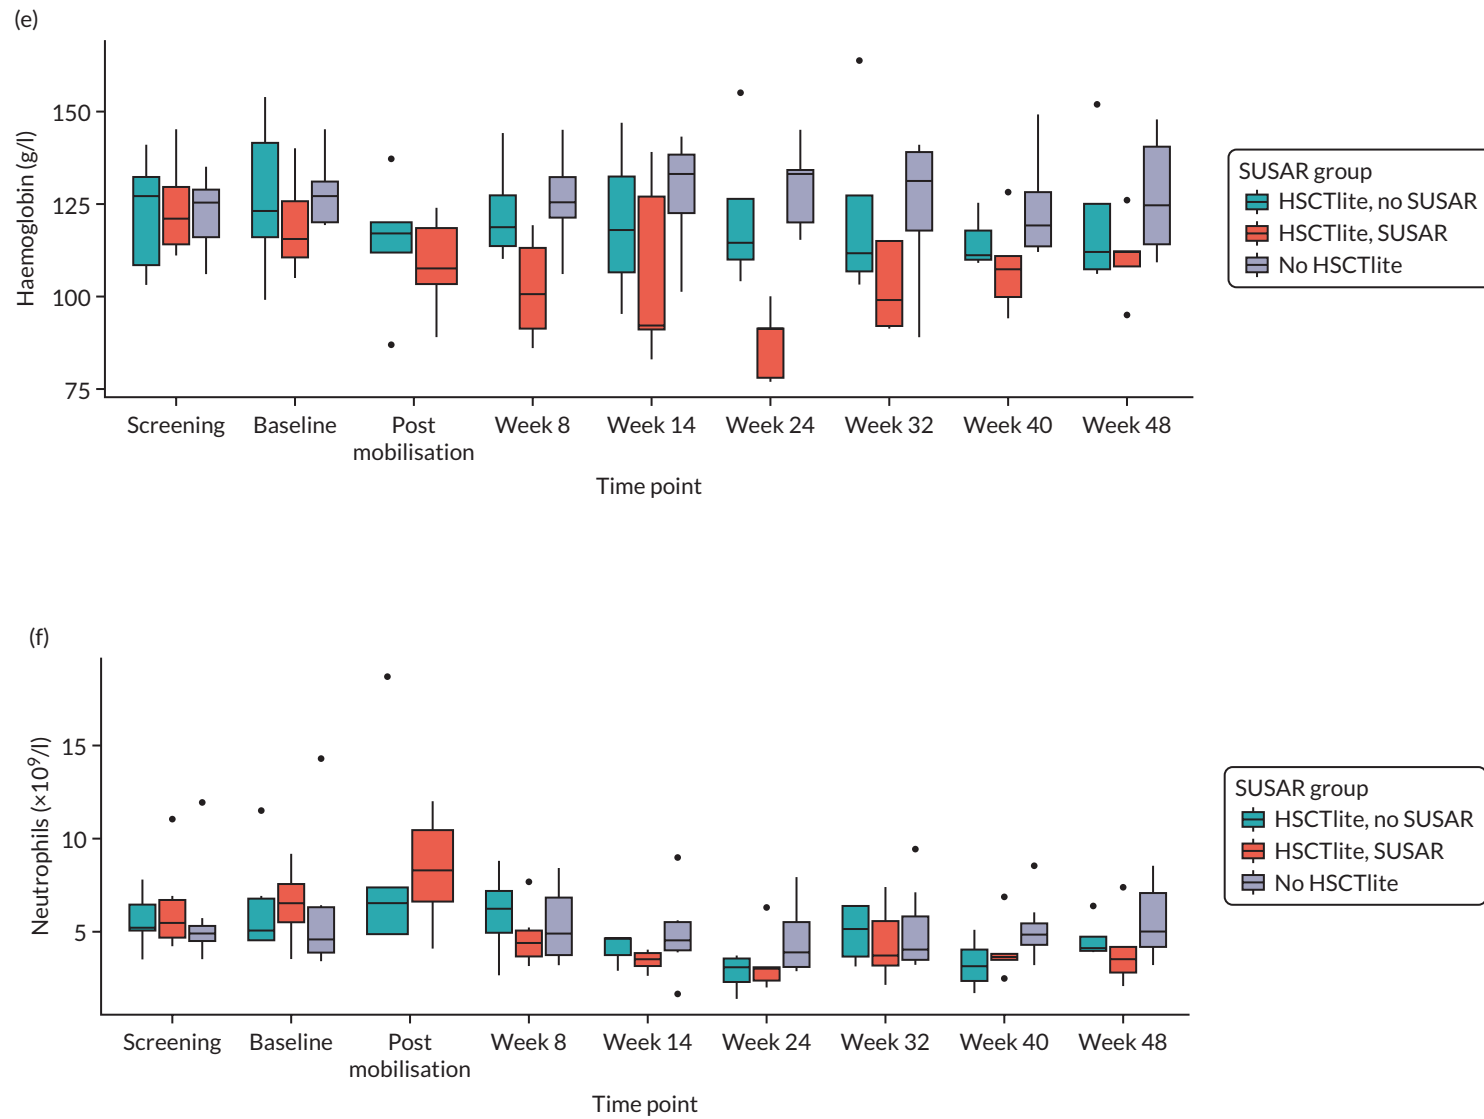 (e)
Haemoglobin (g/l)
150
125
100
75
Screening
Baseline
Post
mobilisation
Week 8
Week 14
Week 24
Week 32
Week 40
Week 48
Time point
SUSAR group
HSCTlite, no SUSAR
HSCTlite, SUSAR
No HSCTlite
(f)
Neutrophils (×10⁹/l)
15
10
5
Screening
Baseline
Post
mobilisation
Week 8
Week 14
Week 24
Week 32
Week 40
Week 48
Time point
SUSAR group
HSCTlite, no SUSAR
HSCTlite, SUSAR
No HSCTlite